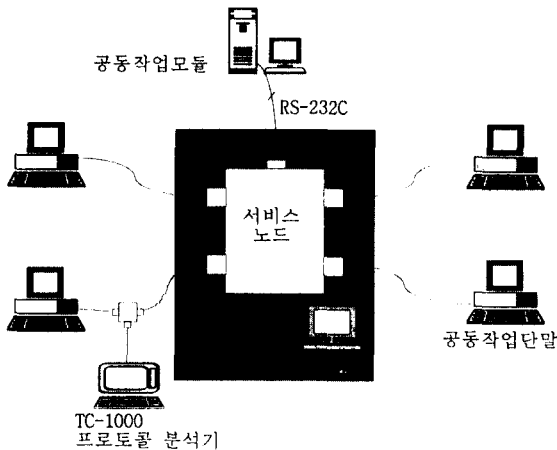 공동작업모듈
RS-232C
서비스
노드
공동작업단말
TC-1000
프로토콜 분석기